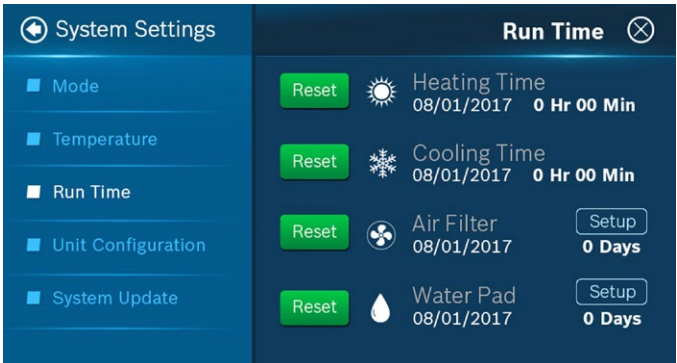 System Settings
Mode
Temperature
Run Time
Unit Configuration
System Update
Run Time
Reset
Heating Time
08/01/2017 0 Hr 00 Min
Reset
Cooling Time
08/01/2017 0 Hr 00 Min
Reset
Air Filter
Setup
08/01/2017 0 Days
Reset
Water Pad
Setup
08/01/2017 0 Days